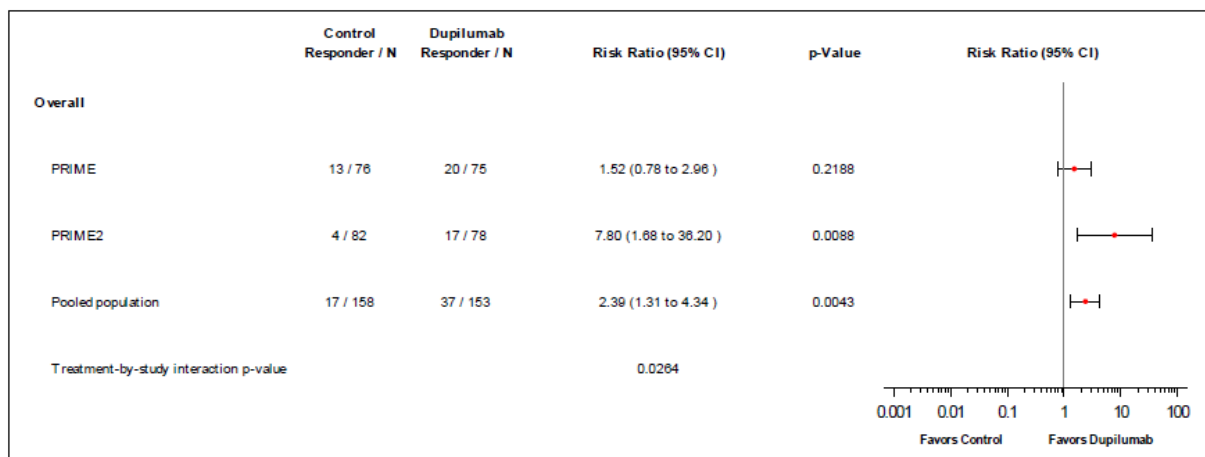 Control Dupilumab
Responder / N Responder / N Risk Ratio (95% CI) p-Value Risk Ratio (95% CI)
Overall
PRIME 13 / 76 20 / 75 1.52 (0.78 to 2.96 ) 0.2188
PRIME2 4 / 82 17 / 78 7.80 (1.68 to 36.20 ) 0.0088
Pooled population 17 / 158 37 / 153 2.39 (1.31 to 4.34 ) 0.0043
Treatment-by-study interaction p-value 0.0264
0.001 0.01 0.1 1 10 100
Favors Control Favors Dupilumab